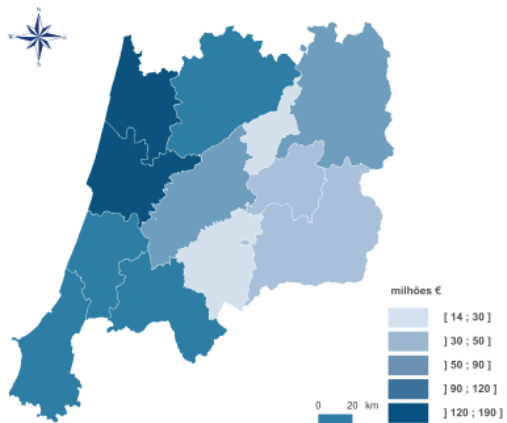 N
W
E
S
milhões €
[ 14 ; 30 ]
] 30 ; 50 ]
] 50 ; 90 ]
] 90 ; 120 ]
] 120 ; 190 ]
0 20 km